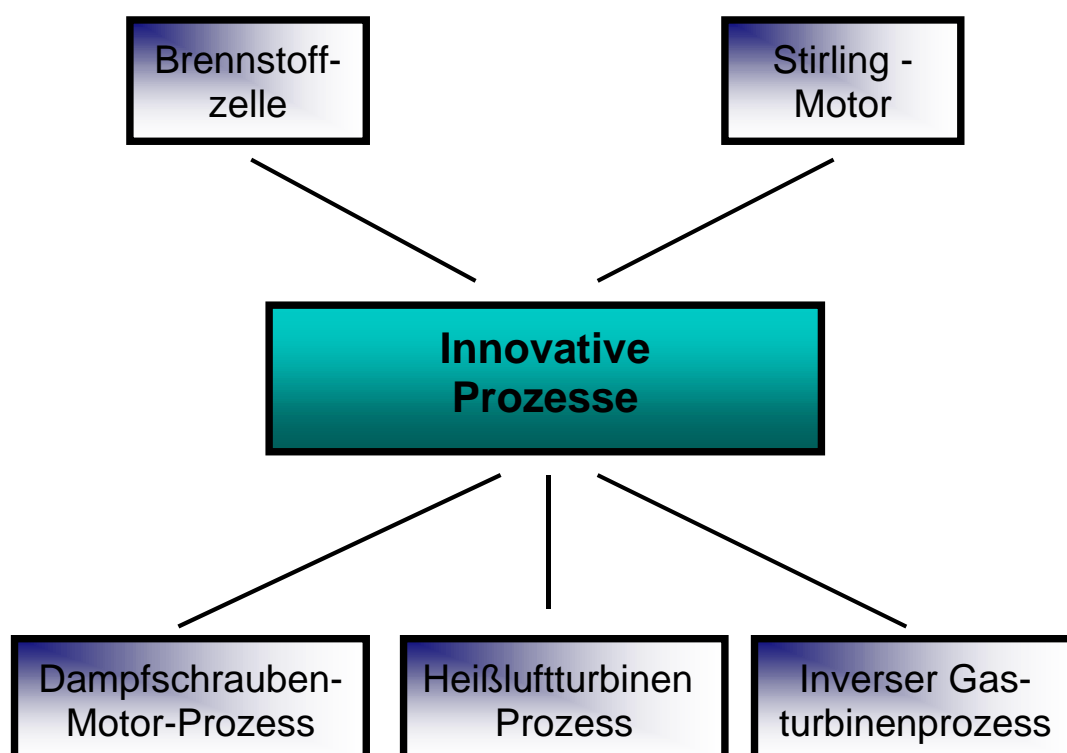 Brennstoff-
zelle
Stirling -
Motor
Innovative
Prozesse
Dampfschrauben-
Motor-Prozess
Heißluftturbinen
Prozess
Inverser Gas-
turbinenprozess